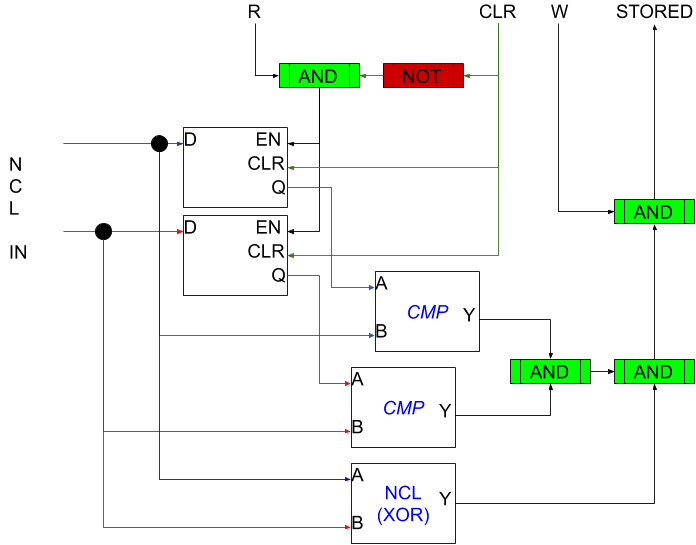 R
CLR
W
STORED
AND
NOT
D
EN
CLR
Q
N
C
L
IN
D
EN
CLR
Q
AND
A
B
CMP
Y
A
B
CMP
Y
AND
AND
A
B
NCL
(XOR)
Y